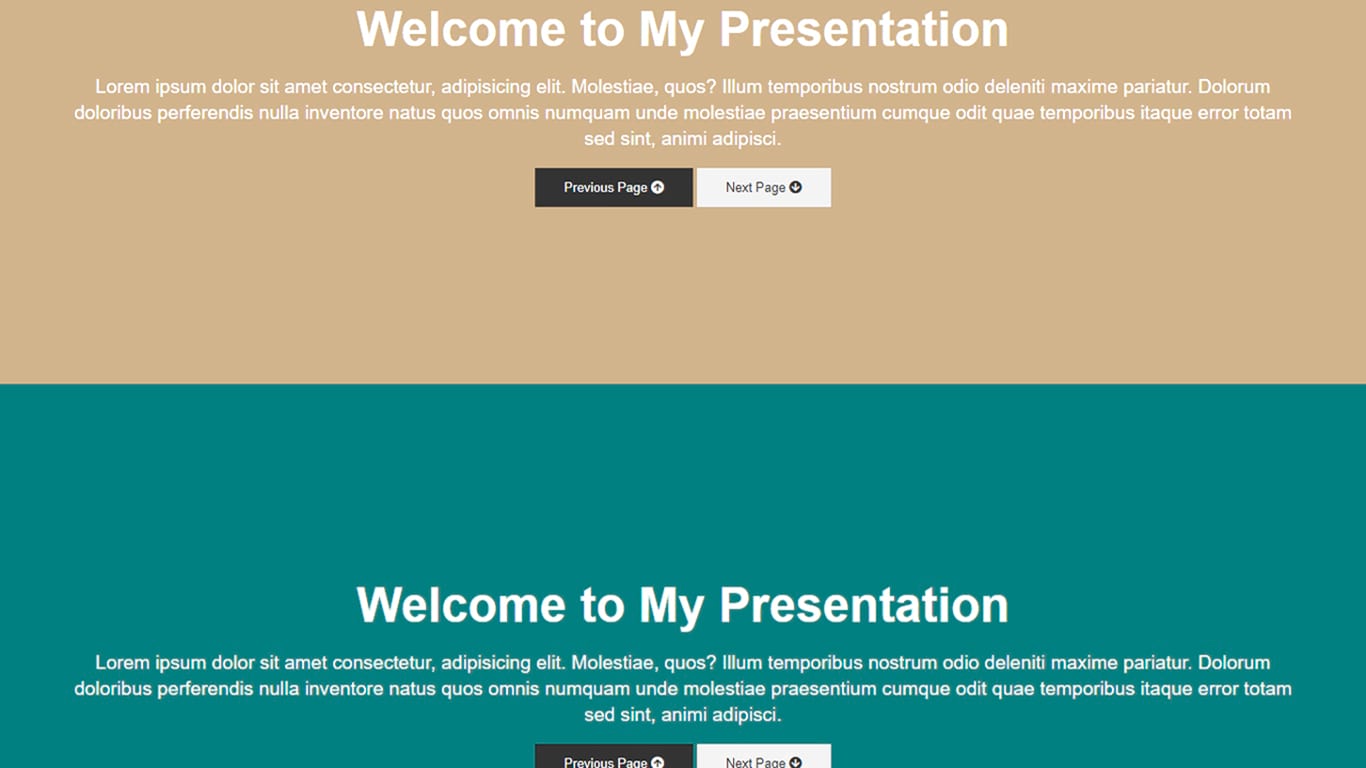 Welcome to My Presentation
Lorem ipsum dolor sit amet consectetur, adipisicing elit. Molestiae, quos? Illum temporibus nostrum odio deleniti maxime pariatur. Dolorum
doloribus perferendis nulla inventore natus quos omnis numquam unde molestiae praesentium cumque odit quae temporibus itaque error totam
sed sint, animi adipisci.
Previous Page Next Page
Welcome to My Presentation
Lorem ipsum dolor sit amet consectetur, adipisicing elit. Molestiae, quos? Illum temporibus nostrum odio deleniti maxime pariatur. Dolorum
doloribus perferendis nulla inventore natus quos omnis numquam unde molestiae praesentium cumque odit quae temporibus itaque error totam
sed sint, animi adipisci.
Previous Page Next Page